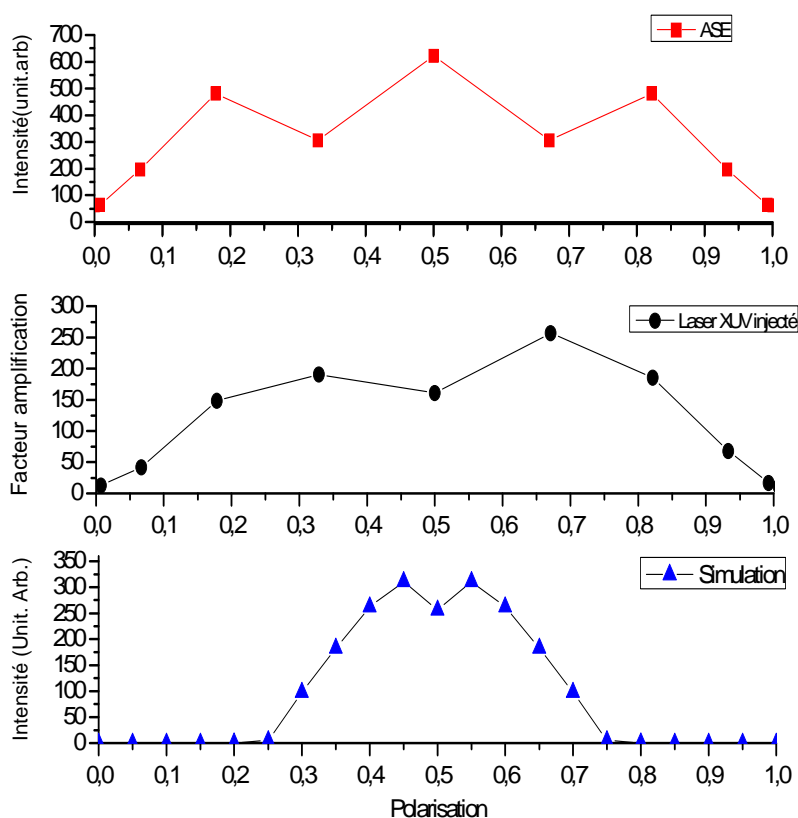 ASE
Intensité(unit.arb)
700
600
500
400
300
200
100
0
0,0 0,1 0,2 0,3 0,4 0,5 0,6 0,7 0,8 0,9 1,0
Laser XUV injecté
Facteur amplification
300
250
200
150
100
50
0
0,0 0,1 0,2 0,3 0,4 0,5 0,6 0,7 0,8 0,9 1,0
Simulation
Intensité (Unit. Arb.)
350
300
250
200
150
100
50
0
0,0 0,1 0,2 0,3 0,4 0,5 0,6 0,7 0,8 0,9 1,0
Polarisation